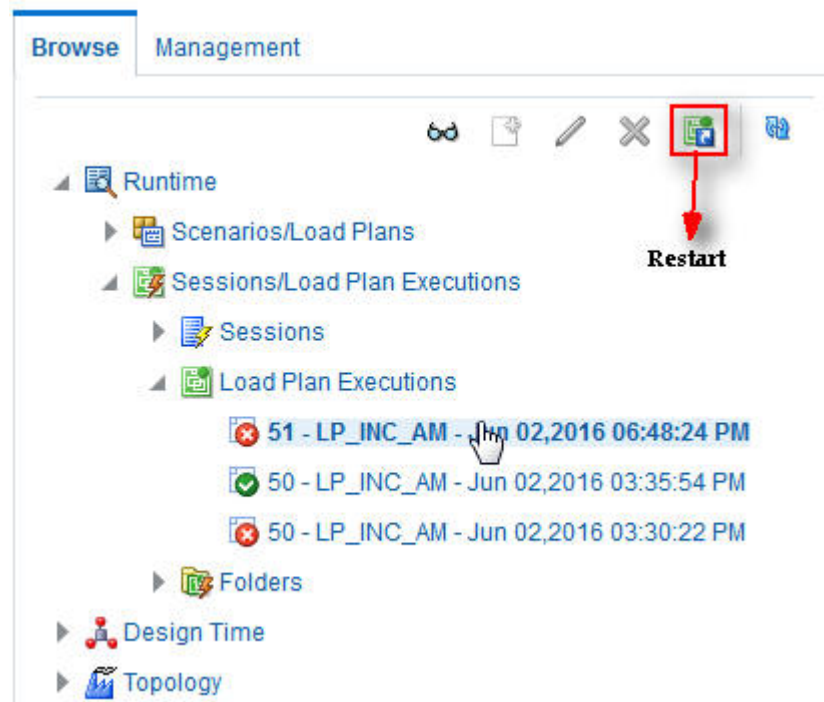 Browse Management
Runtime
Scenarios/Load Plans
Restart
Sessions/Load Plan Executions
Sessions
Load Plan Executions
51 - LP_INC_AM - Jun 02,2016 06:48:24 PM
50 - LP_INC_AM - Jun 02,2016 03:35:54 PM
50 - LP_INC_AM - Jun 02,2016 03:30:22 PM
Folders
Design Time
Topology